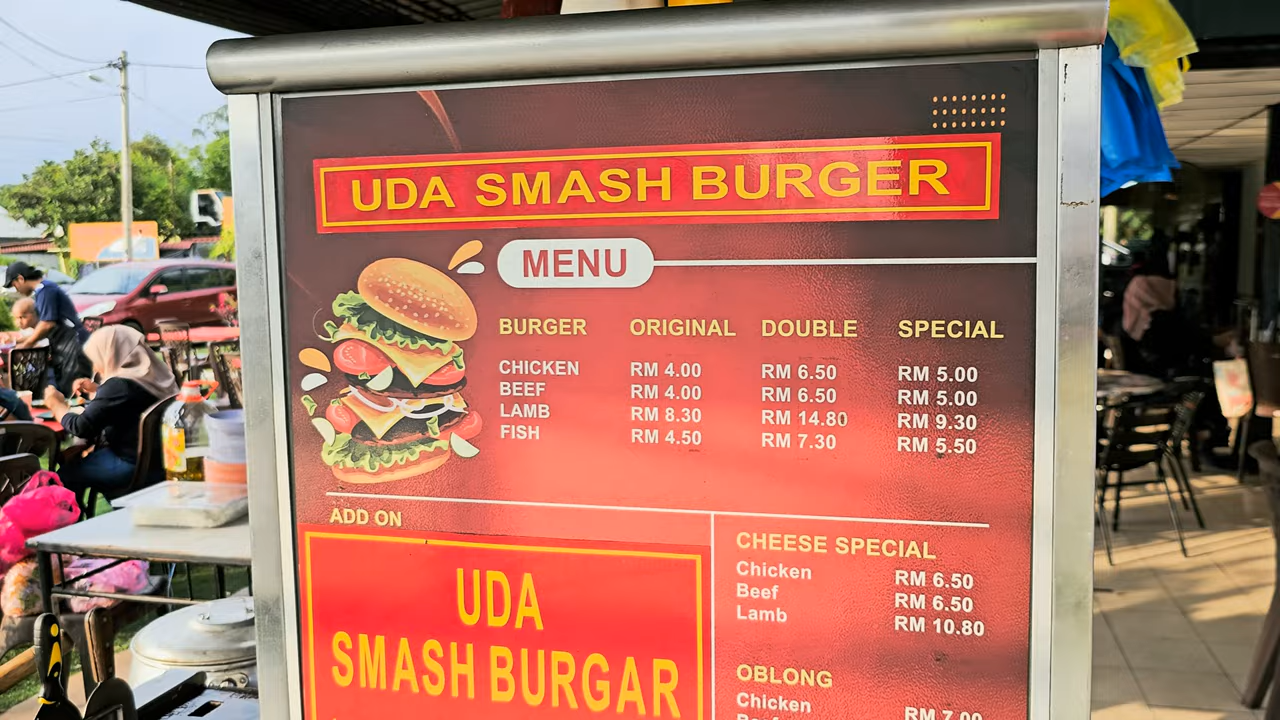 UDA SMASH BURGER
MENU
BURGER ORIGINAL DOUBLE SPECIAL
CHICKEN RM 4.00 RM 6.50 RM 5.00
BEEF RM 4.00 RM 6.50 RM 5.00
LAMB RM 8.30 RM 14.80 RM 9.30
FISH RM 4.50 RM 7.30 RM 5.50
ADD ON
UDA
SMASH BURGAR
CHEESE SPECIAL
Chicken RM 6.50
Beef RM 6.50
Lamb RM 10.80
OBLONG
Chicken RM 7.00